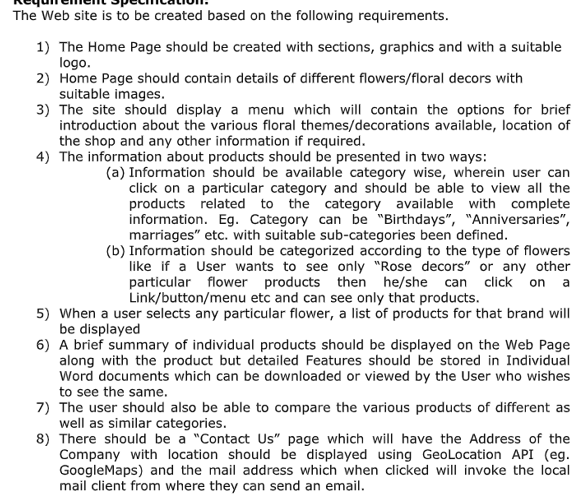 Requirement Specification:
The Web site is to be created based on the following requirements.
1) The Home Page should be created with sections, graphics and with a suitable
logo.
2) Home Page should contain details of different flowers/floral decors with
suitable images.
3) The site should display a menu which will contain the options for brief
introduction about the various floral themes/decorations available, location of
the shop and any other information if required.
4) The information about products should be presented in two ways:
(a) Information should be available category wise, wherein user can
click on a particular category and should be able to view all the
products related to the category available with complete
information. Eg. Category can be "Birthdays", "Anniversaries",
marriages" etc. with suitable sub-categories been defined.
(b) Information should be categorized according to the type of flowers
like if a User wants to see only "Rose decors" or any other
particular flower products then he/she can click on a
Link/button/menu etc and can see only that products.
5) When a user selects any particular flower, a list of products for that brand will
be displayed
6) A brief summary of individual products should be displayed on the Web Page
along with the product but detailed Features should be stored in Individual
Word documents which can be downloaded or viewed by the User who wishes
to see the same.
7) The user should also be able to compare the various products of different as
well as similar categories.
8) There should be a "Contact Us" page which will have the Address of the
Company with location should be displayed using GeoLocation API (eg.
GoogleMaps) and the mail address which when clicked will invoke the local
mail client from where they can send an email.